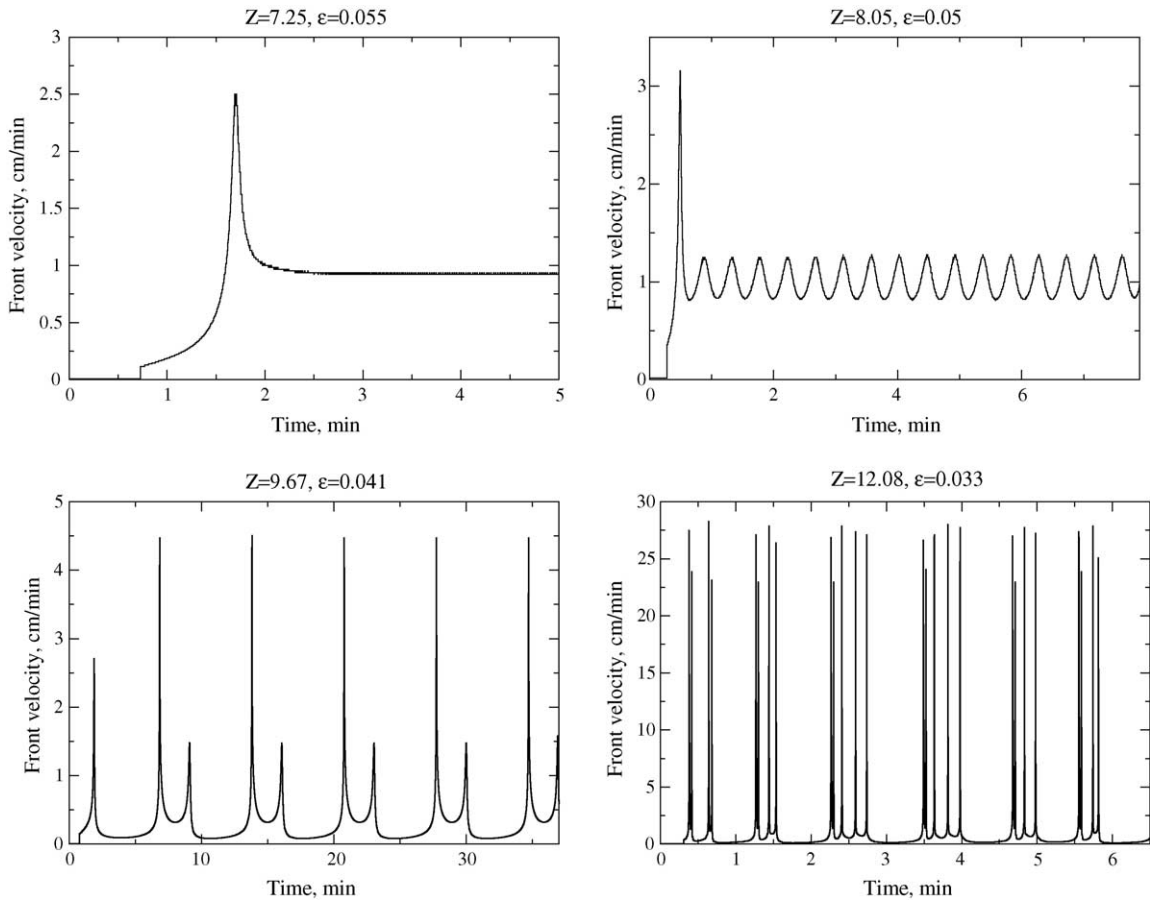 Z=7.25, ε=0.055
Front velocity, cm/min
3
2.5
2
1.5
1
0.5
0
0 1 2 3 4 5
Time, min
Z=8.05, ε=0.05
Front velocity, cm/min
3
2
1
0
0 2 4 6
Time, min
Z=9.67, ε=0.041
Front velocity, cm/min
5
4
3
2
1
0
0 10 20 30
Time, min
Z=12.08, ε=0.033
Front velocity, cm/min
30
25
20
15
10
5
0
0 1 2 3 4 5 6
Time, min